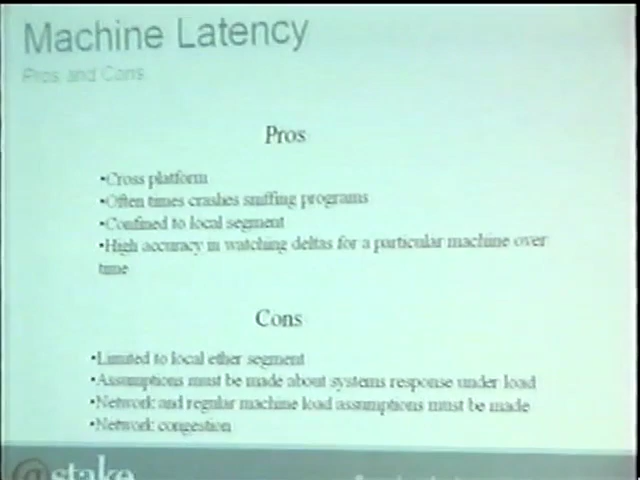 Machine Latency
Pros and Cons
Pros
•Cross platform
•Often times crashes sniffing programs
•Confined to local segment
•High accuracy in watching deltas for a particular machine over
time
Cons
•Limited to local ether segment
•Assumptions must be made about systems response under load
•Network and regular machine load assumptions must be made
•Network congestion
@stake